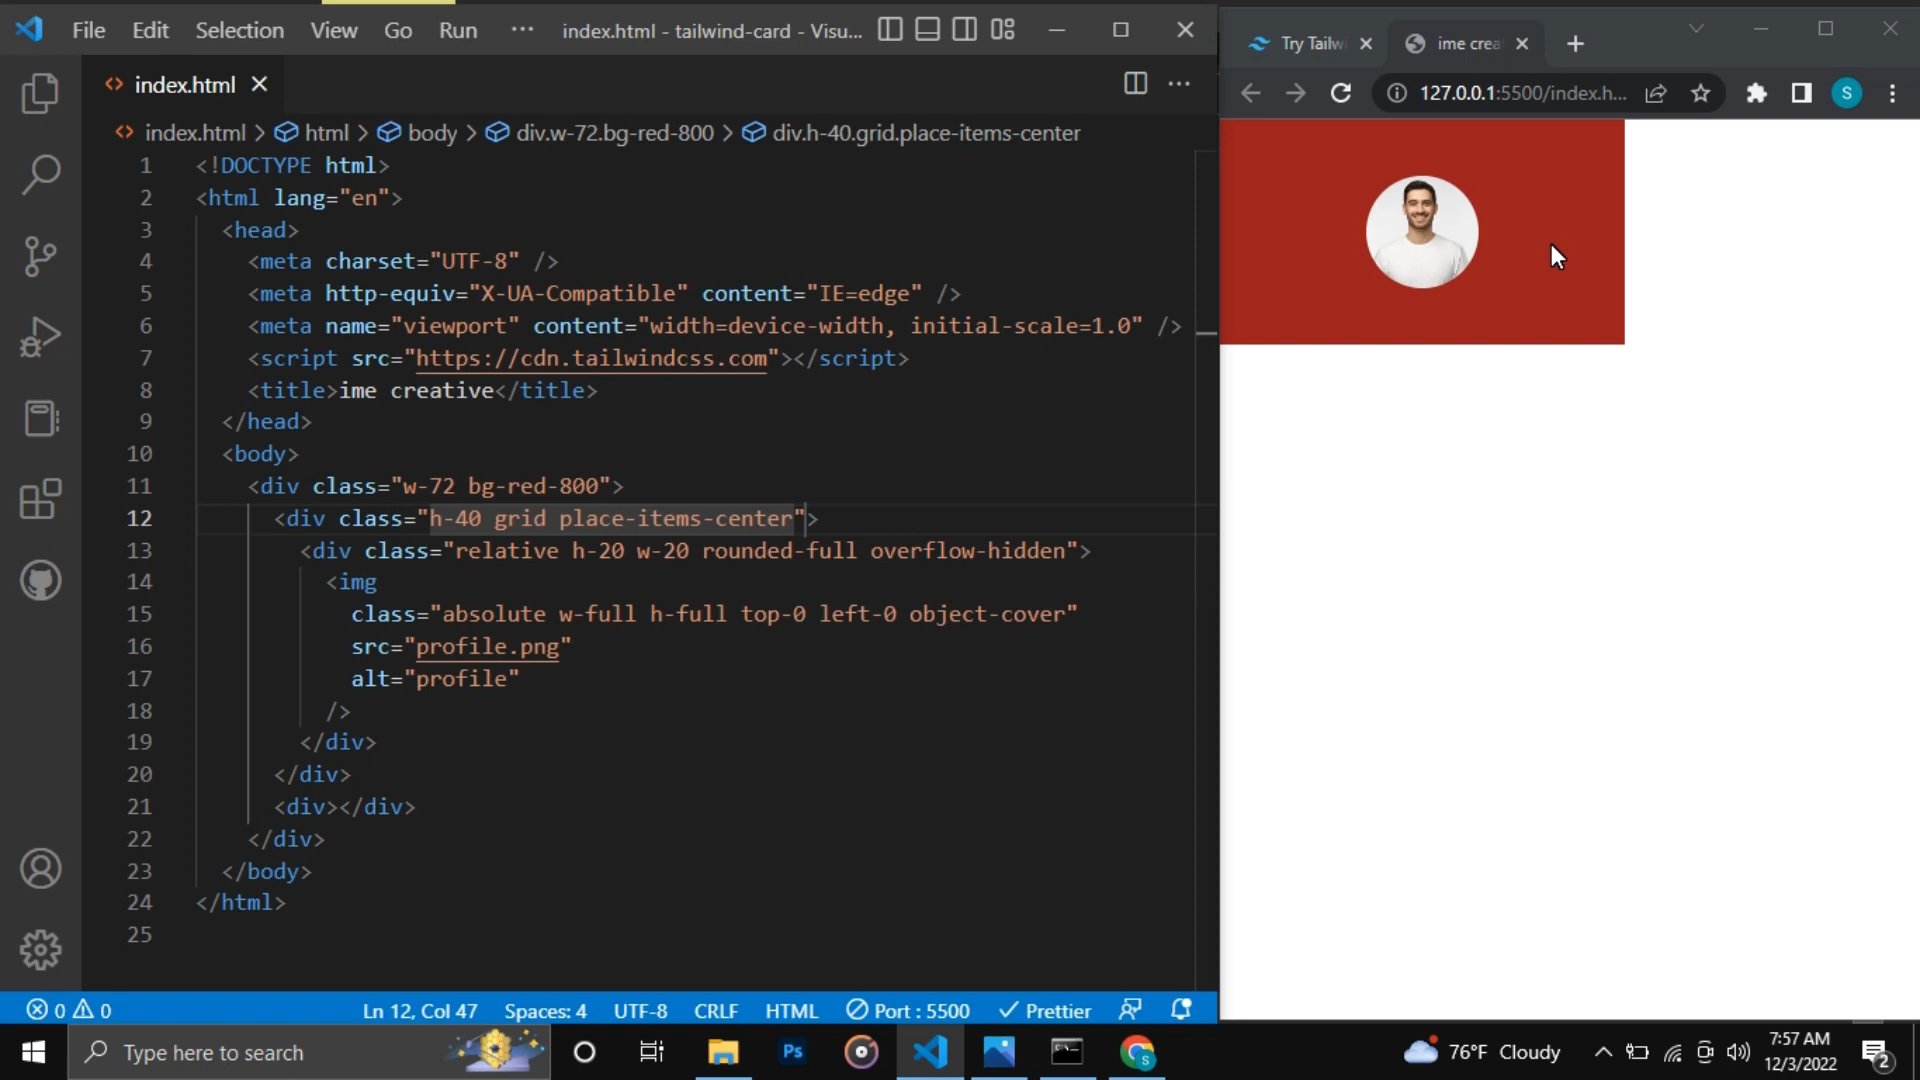 File Edit Selection View Go Run ··· index.html - tailwind-card - Visu...
index.html
index.html > html > body > div.w-72.bg-red-800 > div.h-40.grid.place-items-center
1 <!DOCTYPE html>
2 <html lang="en">
3 <head>
4 <meta charset="UTF-8" />
5 <meta http-equiv="X-UA-Compatible" content="IE=edge" />
6 <meta name="viewport" content="width=device-width, initial-scale=1.0" />
7 <script src="https://cdn.tailwindcss.com"></script>
8 <title>ime creative</title>
9 </head>
10 <body>
11 <div class="w-72 bg-red-800">
12 <div class="h-40 grid place-items-center">
13 <div class="relative h-20 w-20 rounded-full overflow-hidden">
14 <img
15 class="absolute w-full h-full top-0 left-0 object-cover"
16 src="profile.png"
17 alt="profile"
18 />
19 </div>
20 </div>
21 <div></div>
22 </div>
23 </body>
24 </html>
25
0 0 Ln 12, Col 47 Spaces: 4 UTF-8 CRLF HTML Port : 5500 Prettier
Try Tailwi ime crea
127.0.0.1:5500/index.h... S
Type here to search Ps S 76°F Cloudy
7:57 AM
12/3/2022
2